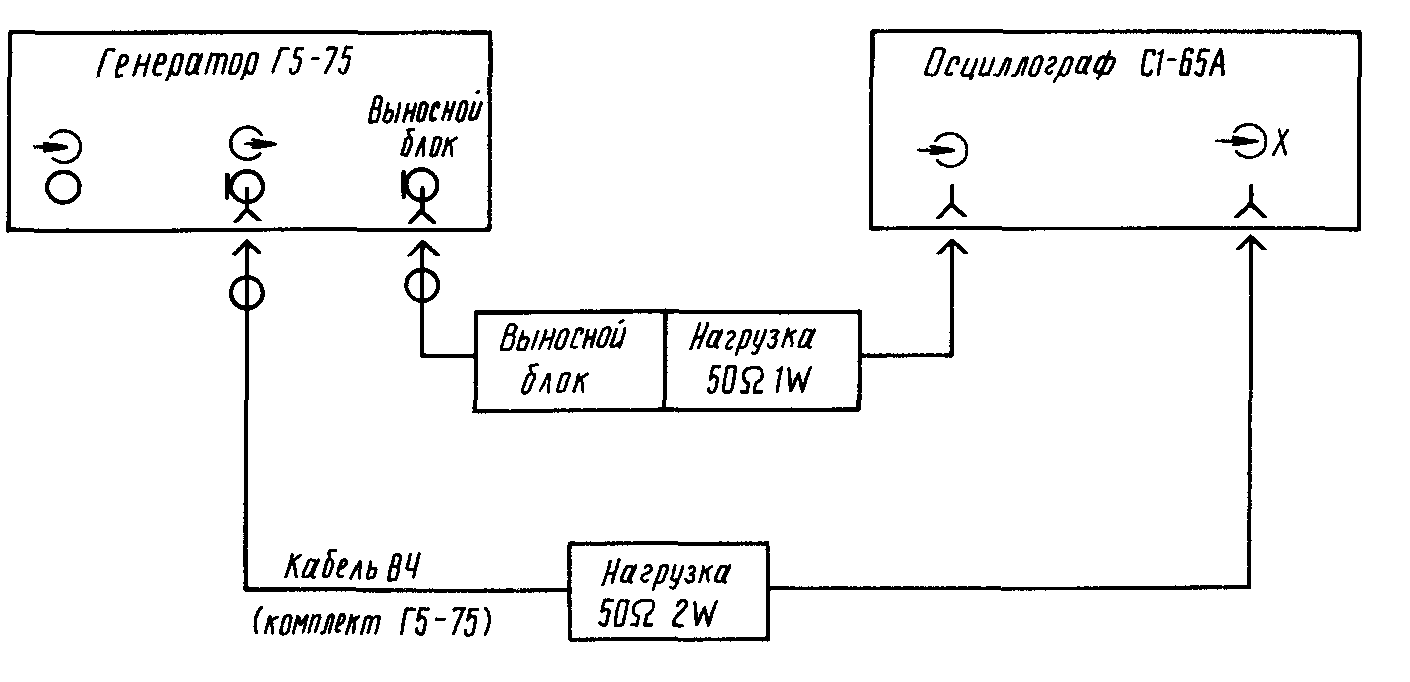 Генератор Г5-75
Выносной
блок
Осциллограф С1-65А
X
Выносной
блок
Нагрузка
50Ω 1W
Кабель ВЧ
(комплект Г5-75)
Нагрузка
50Ω 2W